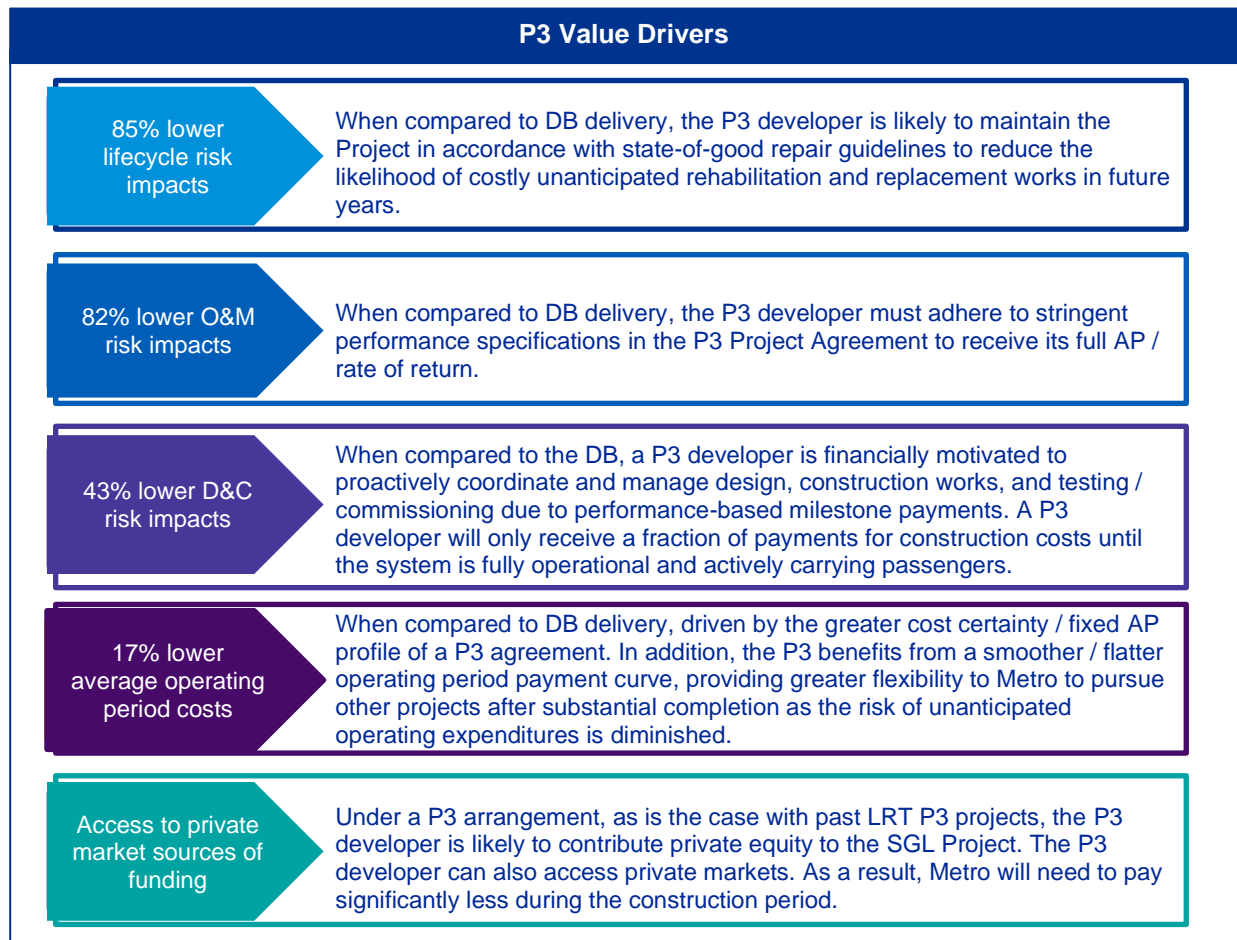 P3 Value Drivers
85% lower
lifecycle risk
impacts
When compared to DB delivery, the P3 developer is likely to maintain the
Project in accordance with state-of-good repair guidelines to reduce the
likelihood of costly unanticipated rehabilitation and replacement works in future
years.
82% lower O&M
risk impacts
When compared to DB delivery, the P3 developer must adhere to stringent
performance specifications in the P3 Project Agreement to receive its full AP /
rate of return.
43% lower D&C
risk impacts
When compared to the DB, a P3 developer is financially motivated to
proactively coordinate and manage design, construction works, and testing /
commissioning due to performance-based milestone payments. A P3
developer will only receive a fraction of payments for construction costs until
the system is fully operational and actively carrying passengers.
17% lower
average operating
period costs
When compared to DB delivery, driven by the greater cost certainty / fixed AP
profile of a P3 agreement. In addition, the P3 benefits from a smoother / flatter
operating period payment curve, providing greater flexibility to Metro to pursue
other projects after substantial completion as the risk of unanticipated
operating expenditures is diminished.
Access to private
market sources of
funding
Under a P3 arrangement, as is the case with past LRT P3 projects, the P3
developer is likely to contribute private equity to the SGL Project. The P3
developer can also access private markets. As a result, Metro will need to pay
significantly less during the construction period.